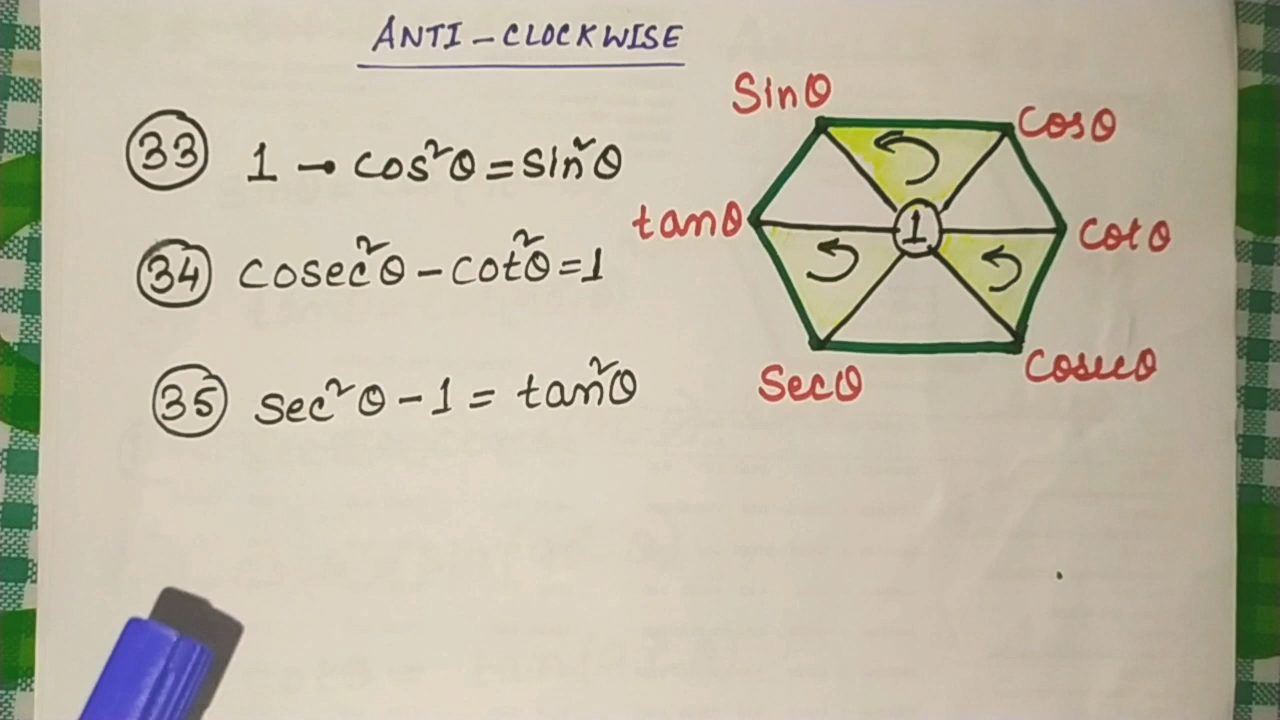 ANTI-CLOCKWISE
33 1 - cos²θ = sin²θ
34 cosec²θ - cot²θ = 1
35 sec²θ - 1 = tan²θ
Sinθ
Cosθ
tanθ
1
Cotθ
Secθ
Cosecθ